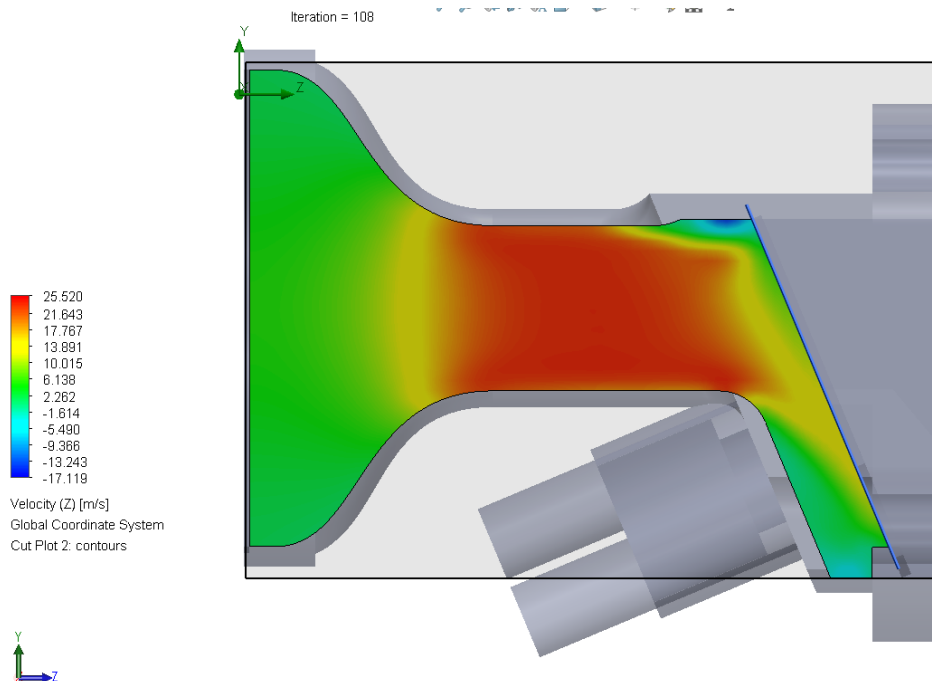 Iteration = 108
Y
Z
25.520
21.643
17.767
13.891
10.015
6.138
2.262
-1.614
-5.490
-9.366
-13.243
-17.119
Velocity (Z) [m/s]
Global Coordinate System
Cut Plot 2: contours
Y
Z